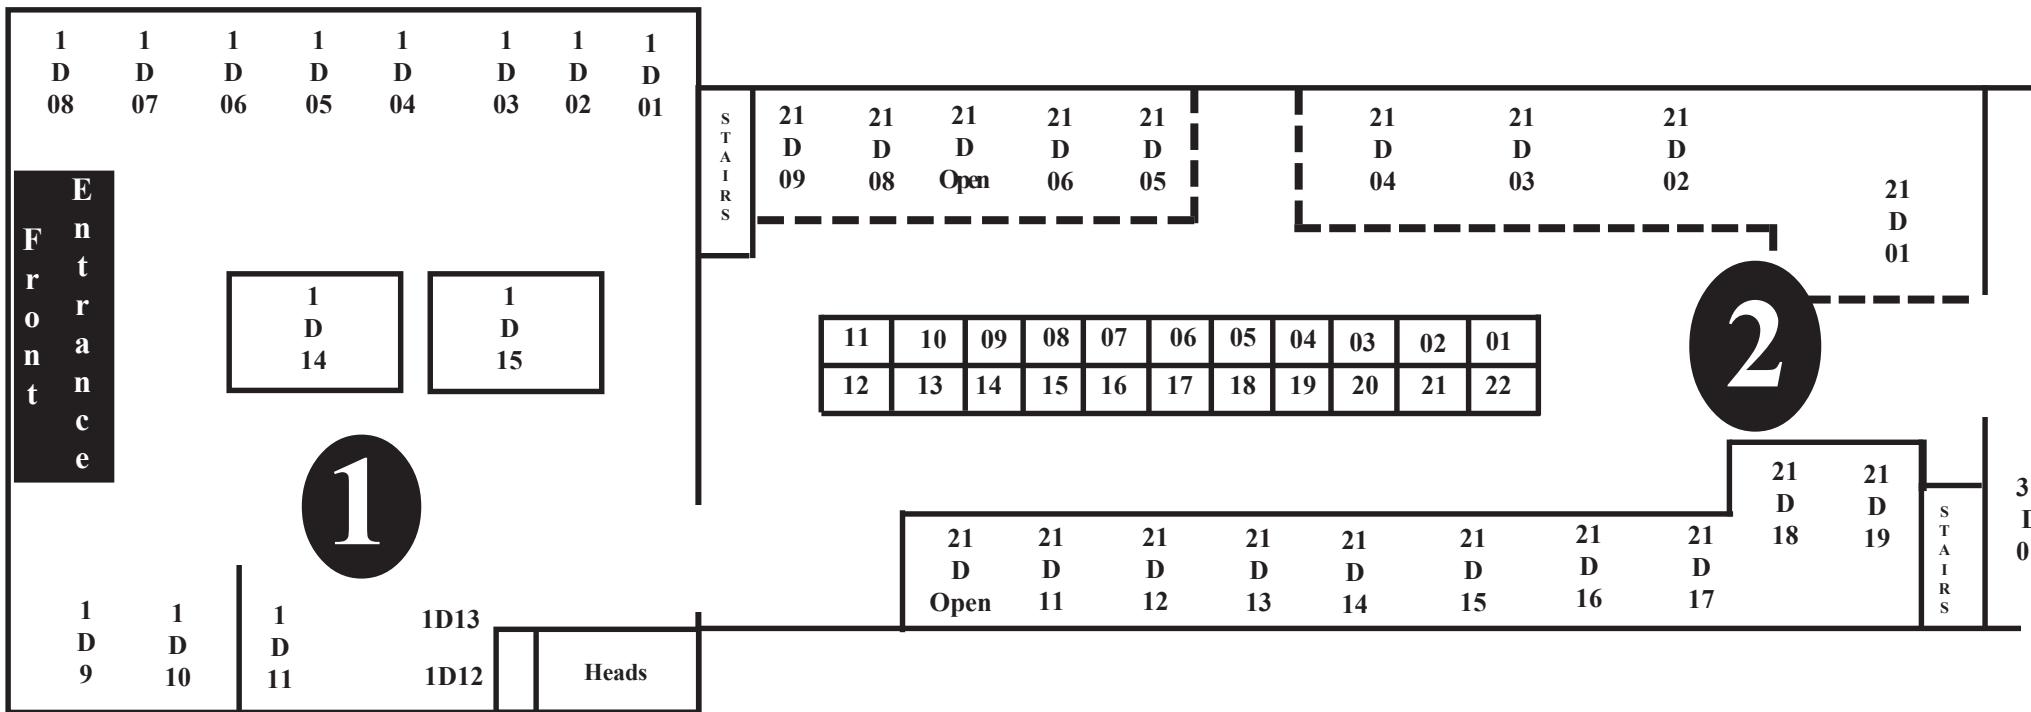 1 D 08
1 D 07
1 D 06
1 D 05
1 D 04
1 D 03
1 D 02
1 D 01
Front Entrance
1 D 14
1 D 15
1
1 D 9
1 D 10
1 D 11
1D13
1D12
Heads
STAIRS
21 D 09
21 D 08
21 D Open
21 D 06
21 D 05
21 D 04
21 D 03
21 D 02
21 D 01
11 10 09 08 07 06 05 04 03 02 01
12 13 14 15 16 17 18 19 20 21 22
2
21 D Open
21 D 11
21 D 12
21 D 13
21 D 14
21 D 15
21 D 16
21 D 17
21 D 18
21 D 19
STAIRS